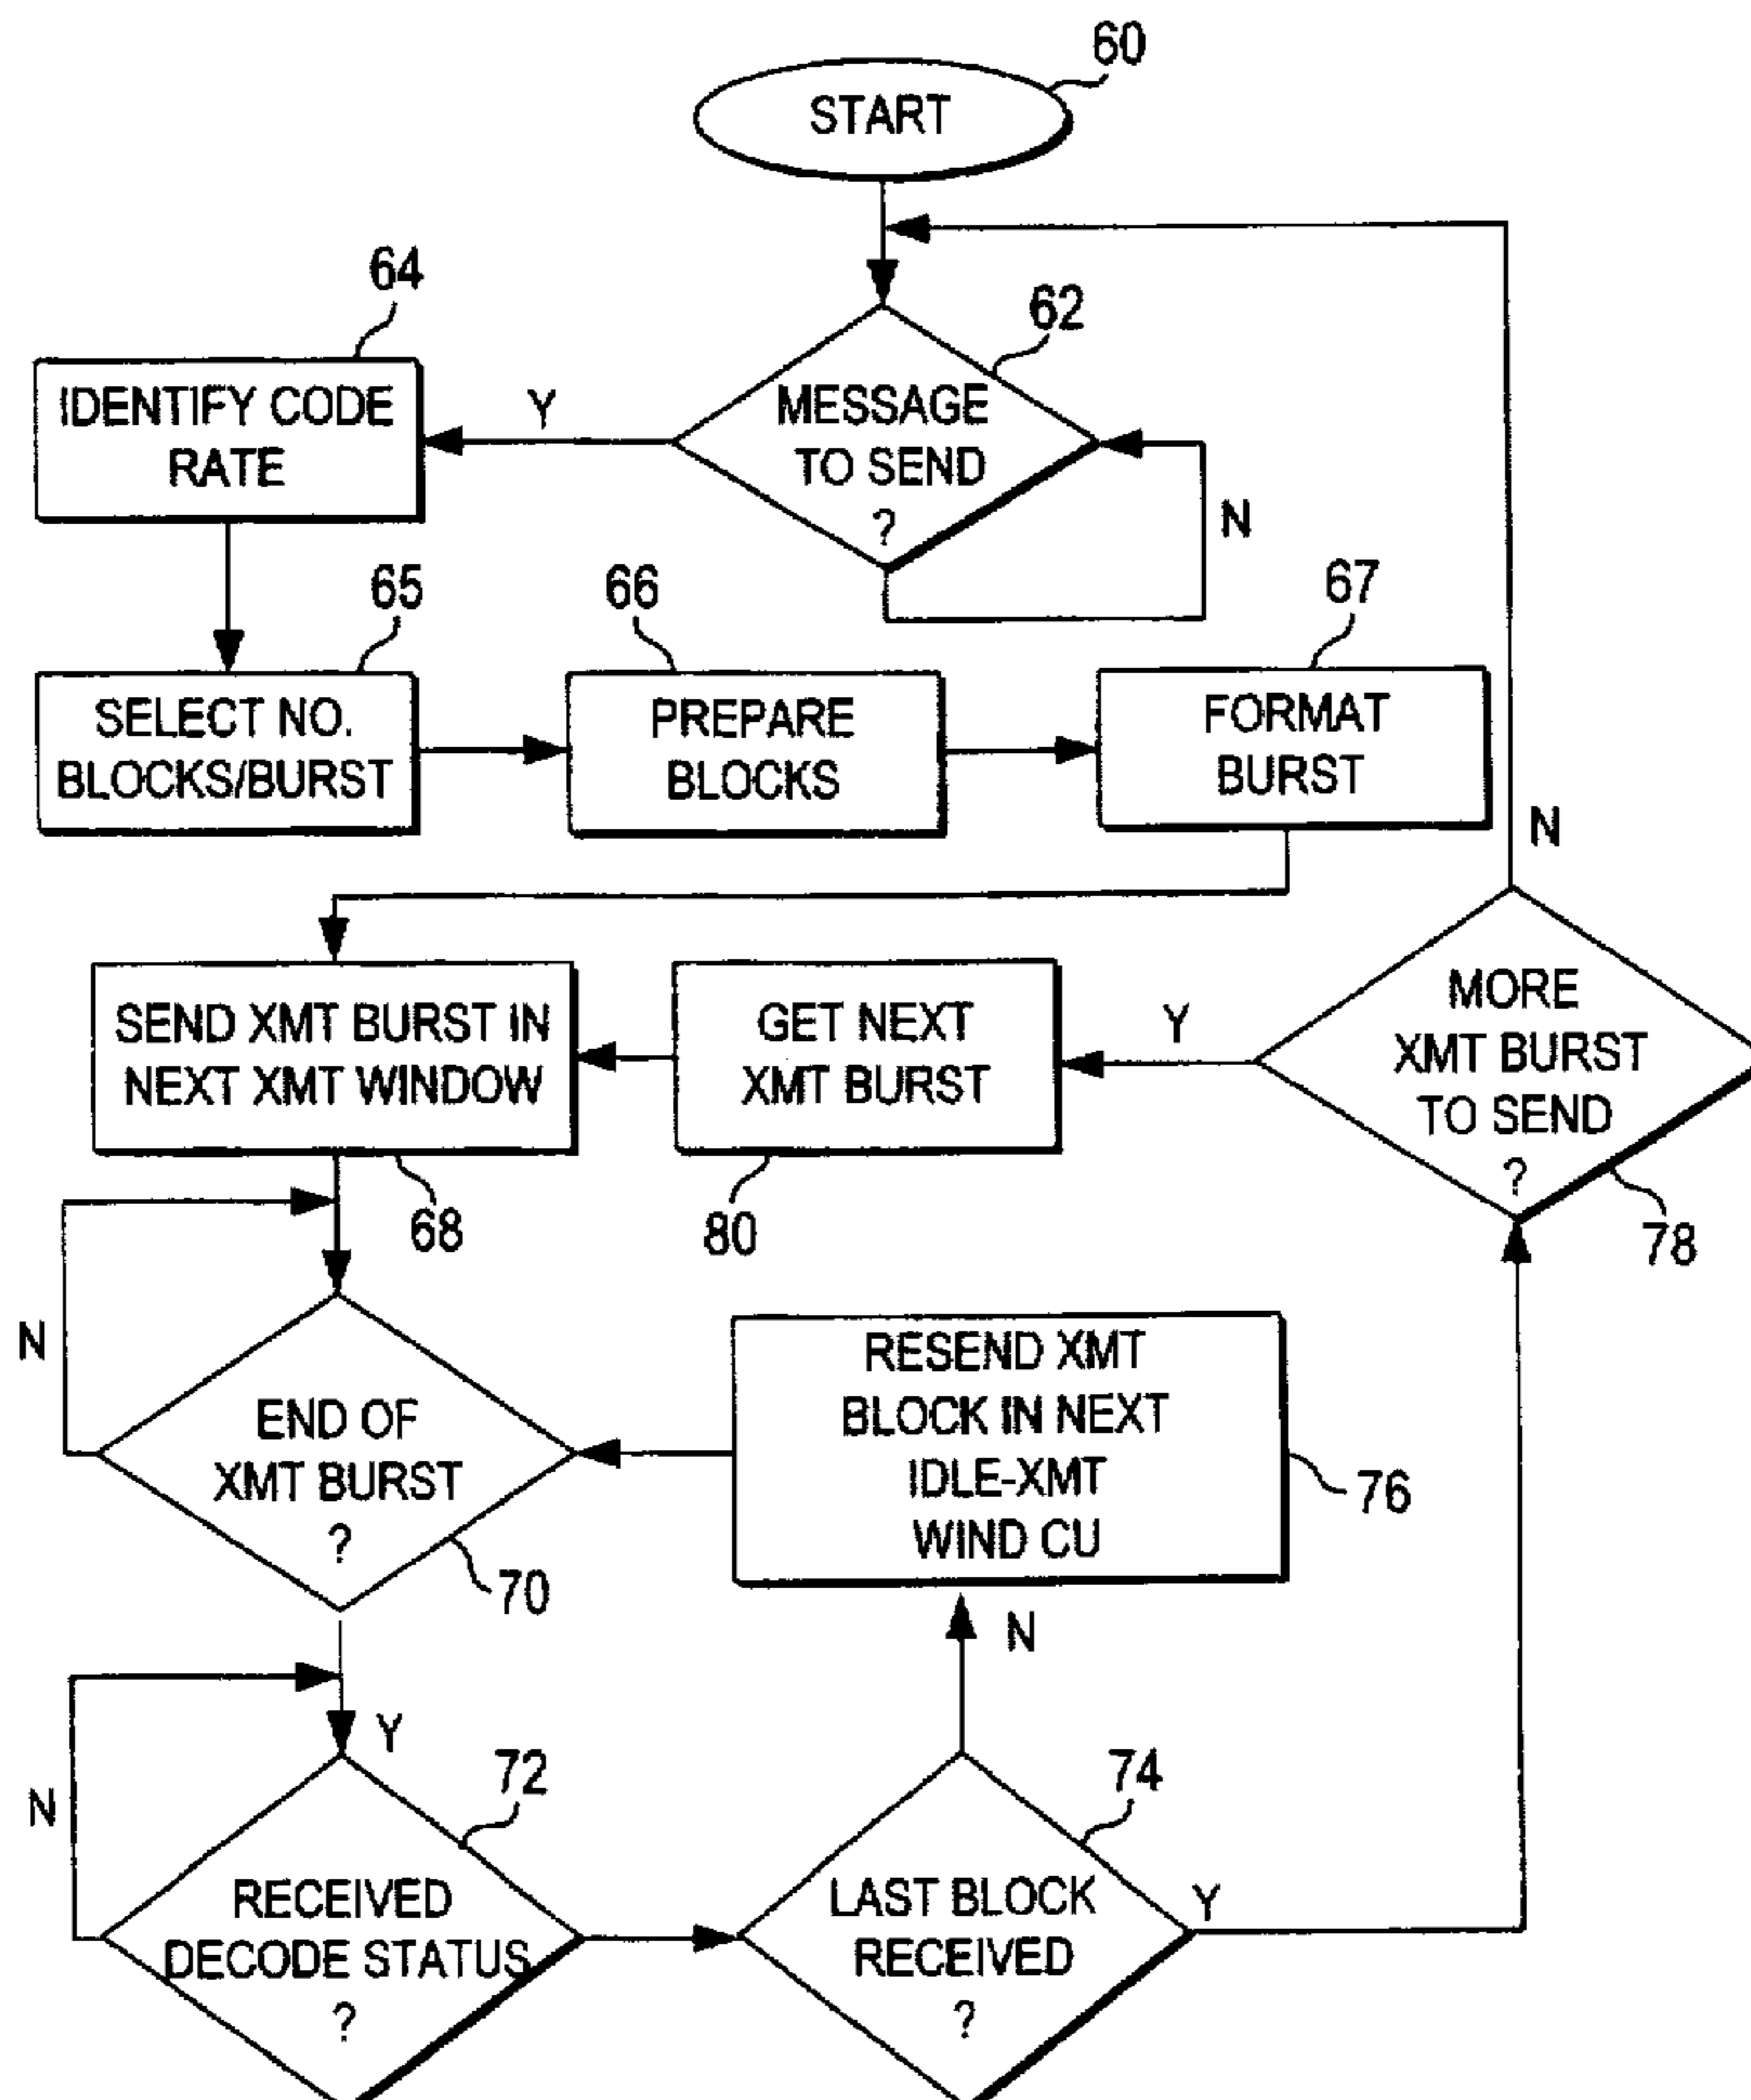 60
START
64
62
IDENTIFY CODE
RATE
Y
MESSAGE
TO SEND
?
N
65
66
67
SELECT NO.
BLOCKS/BURST
PREPARE
BLOCKS
FORMAT
BURST
N
SEND XMT BURST IN
NEXT XMT WINDOW
GET NEXT
XMT BURST
Y
MORE
XMT BURST
TO SEND
?
68
80
78
N
END OF
XMT BURST
?
70
RESEND XMT
BLOCK IN NEXT
IDLE-XMT
WIND CU
76
N
Y
72
74
N
RECEIVED
DECODE STATUS
?
LAST BLOCK
RECEIVED
?
Y